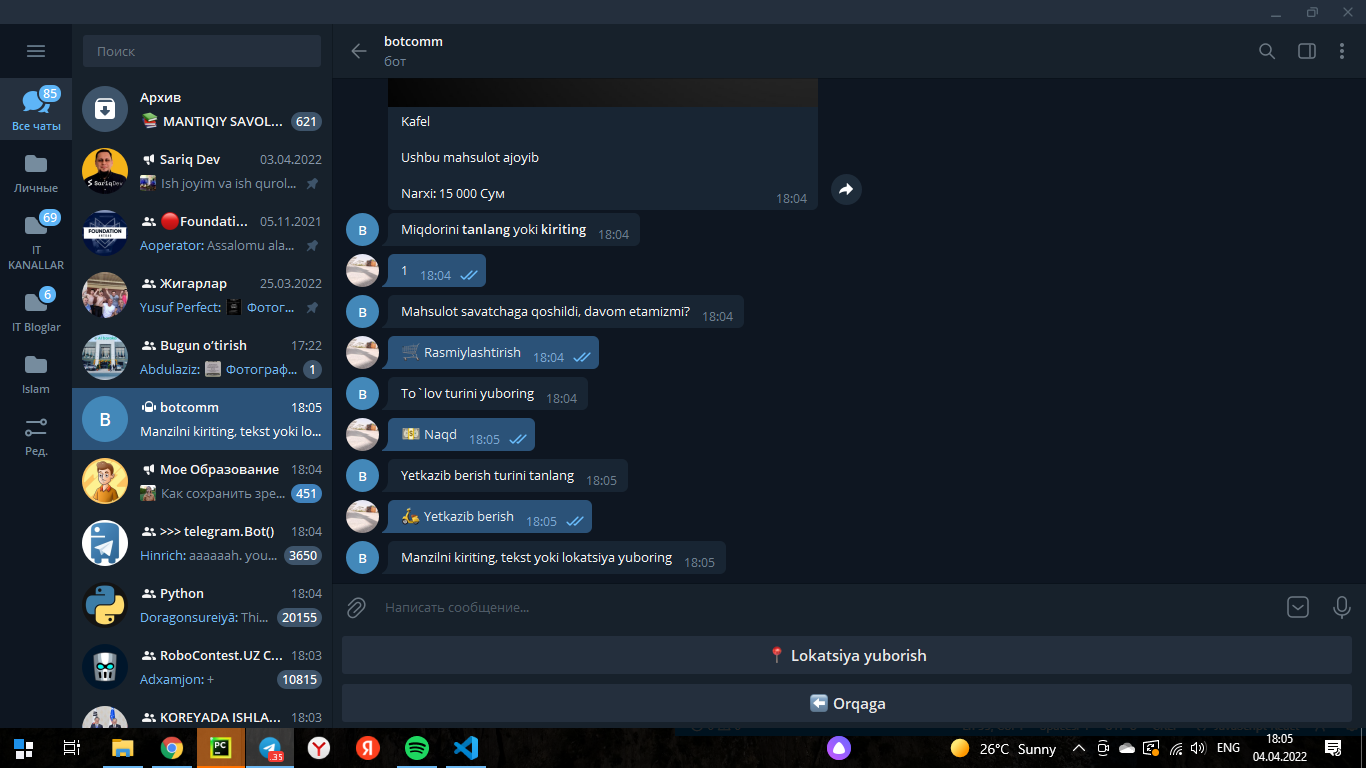 Поиск
85
Все чаты
Личные
69
IT
KANALLAR
6
IT Bloglar
Islam
Ред.
Архив
📚 MANTIQIY SAVOL... 621
Sariq Dev 03.04.2022
Ish joyim va ish qurol...
🔴Foundati... 05.11.2021
Aoperator: Assalomu ala...
Жигарлар 25.03.2022
Yusuf Perfect: Фотог...
Bugun o‘tirish 17:22
Abdulaziz: Фотограф... 1
B
botcomm 18:05
Manzilni kiriting, tekst yoki lo...
Мое Образование 18:04
Как сохранить зре... 451
>>> telegram.Bot() 18:04
Hinrich: aaaaaah. you... 3650
Python 18:04
Doragonsureiyā: Thi... 20155
RoboContest.UZ C... 18:03
Adxamjon: + 10815
KOREYADA ISHLA... 18:03
SariqDev
FOUNDATION
botcomm
бот
Kafel
Ushbu mahsulot ajoyib
Narxi: 15 000 Сум 18:04
B
Miqdorini tanlang yoki kiriting 18:04
1 18:04
B
Mahsulot savatchaga qoshildi, davom etamizmi? 18:04
🛒 Rasmiylashtirish 18:04
B
To`lov turini yuboring 18:04
💵 Naqd 18:05
B
Yetkazib berish turini tanlang 18:05
🛵 Yetkazib berish 18:05
B
Manzilni kiriting, tekst yoki lokatsiya yuboring 18:05
Написать сообщение...
📍 Lokatsiya yuborish
⬅️ Orqaga
PC
..35
Y
Я
26°C Sunny
ENG
18:05
04.04.2022